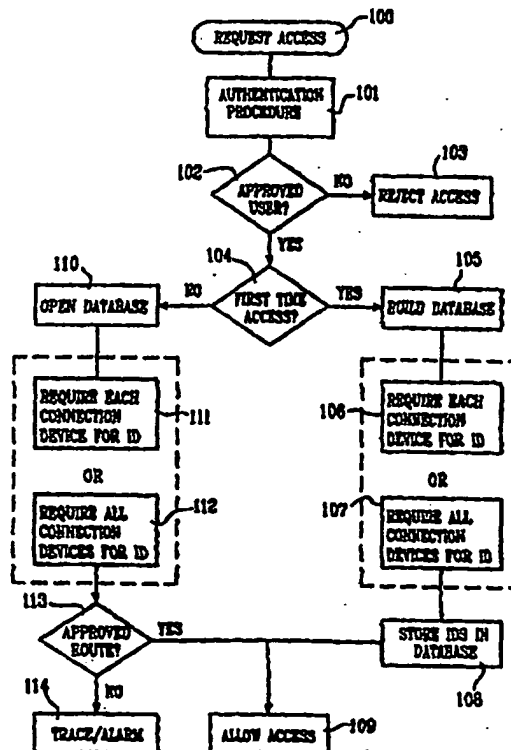 100
REQUEST ACCESS
101
AUTHENTICATION
PROCEDURE
102
APPROVED
USER?
NO
103
REJECT ACCESS
YES
104
FIRST TIME
ACCESS?
NO
YES
110
OPEN DATABASE
105
BUILD DATABASE
REQUIRE EACH
CONNECTION
DEVICE FOR ID
111
106
REQUIRE EACH
CONNECTION
DEVICE FOR ID
OR
OR
REQUIRE ALL
CONNECTION
DEVICES FOR ID
112
107
REQUIRE ALL
CONNECTION
DEVICES FOR ID
113
APPROVED
ROUTE?
YES
NO
STORE IDS IN
DATABASE
108
114
TRACE/ALARM
ALLOW ACCESS
109